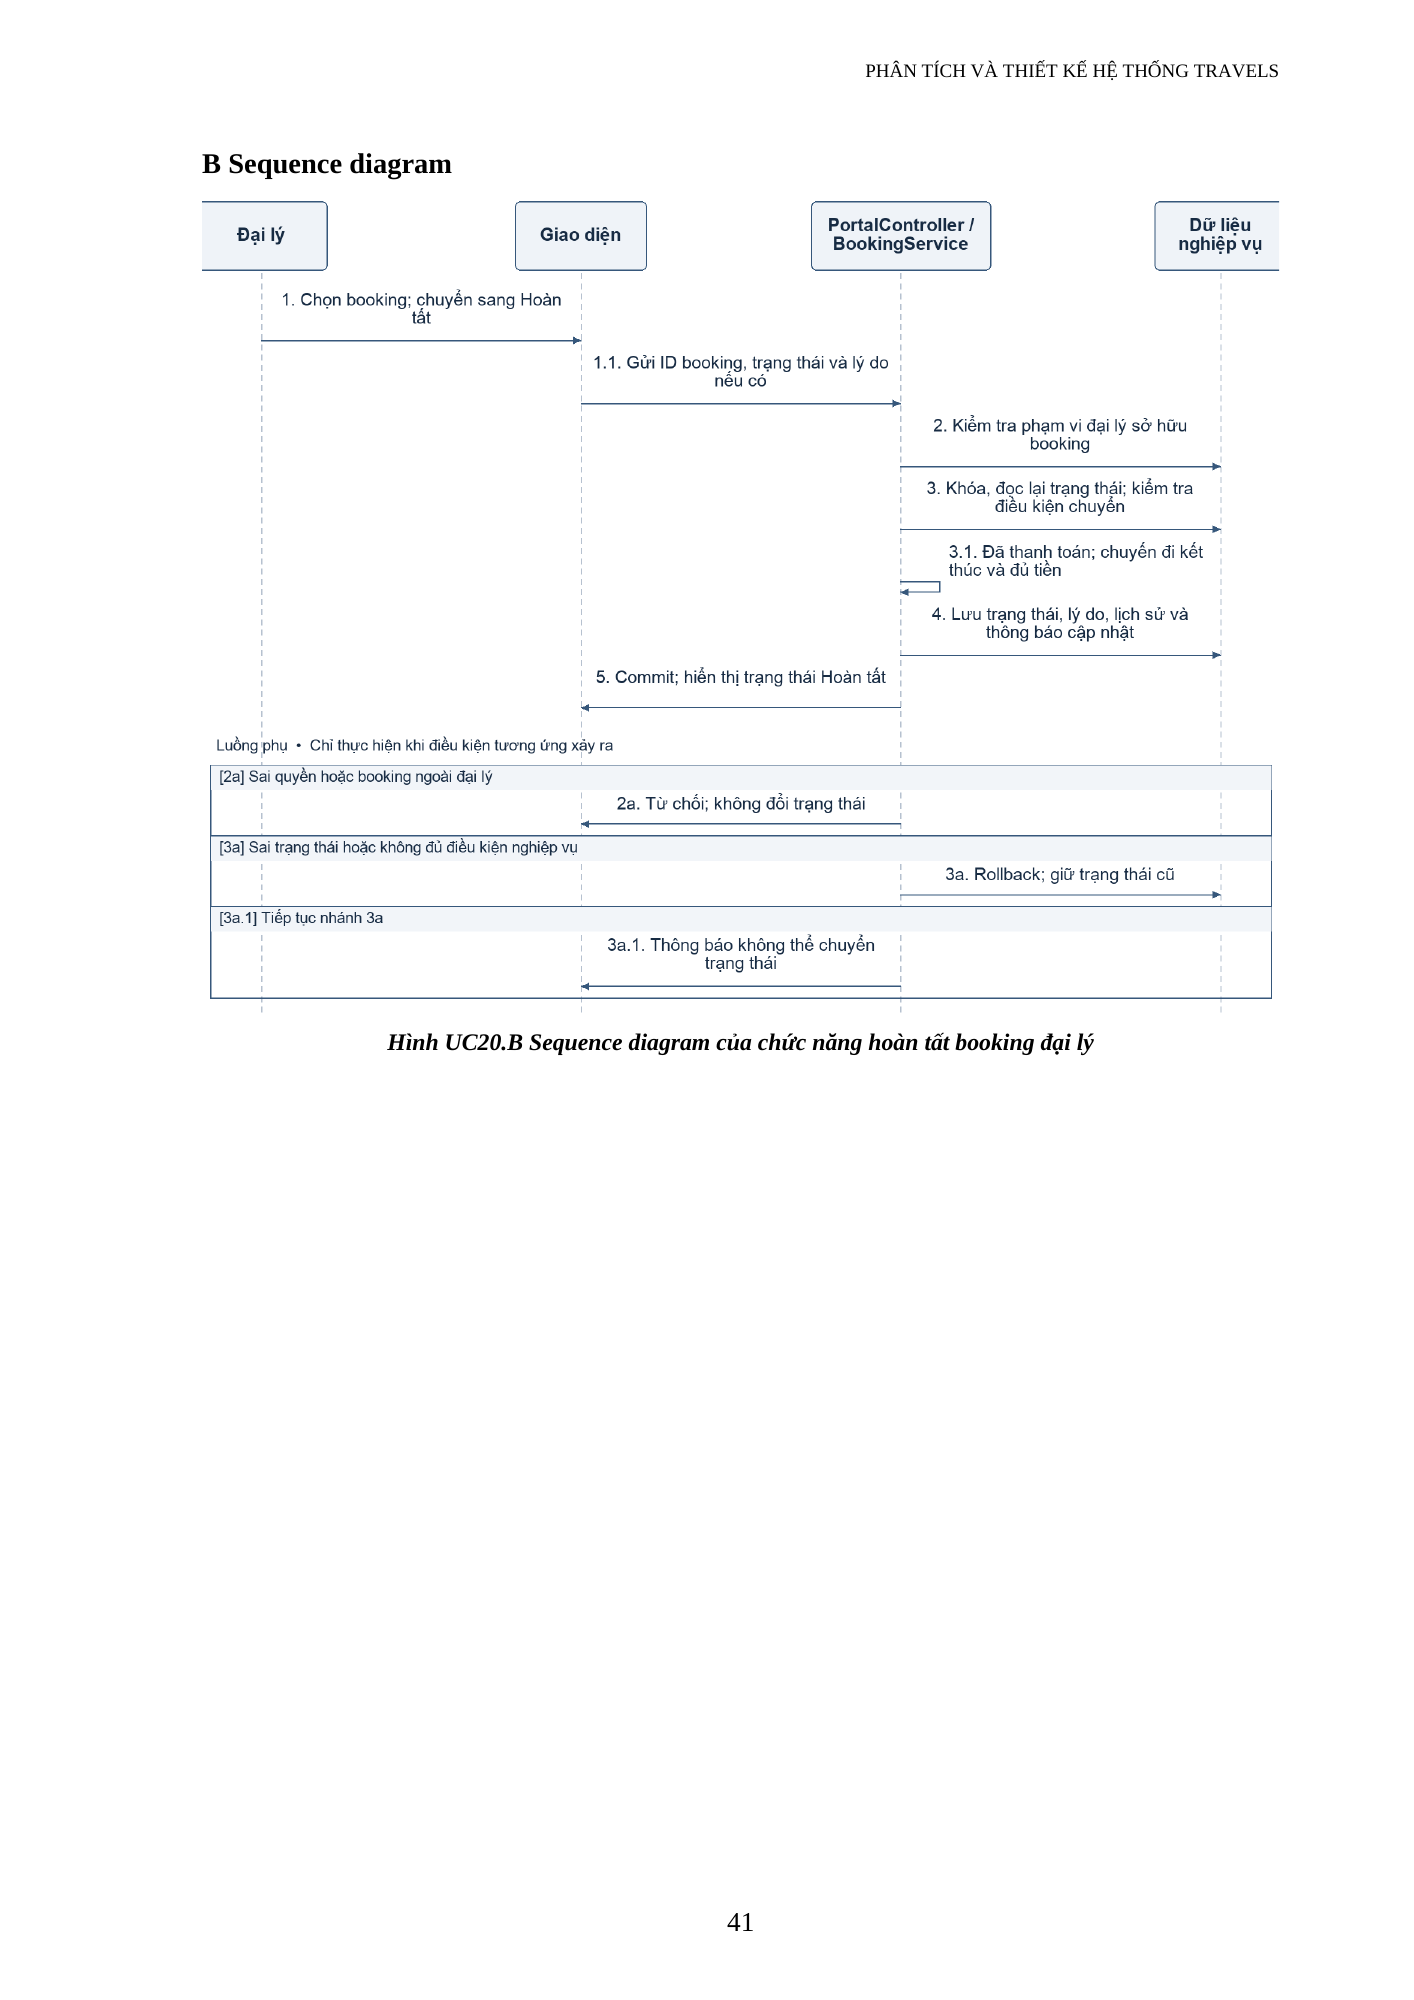 PHÂN TÍCH VÀ THIẾT KẾ HỆ THỐNG TRAVELS
B Sequence diagram
Đại lý
Giao diện
PortalController /
BookingService
Dữ liệu
nghiệp vụ
1. Chọn booking; chuyển sang Hoàn
tất
1.1. Gửi ID booking, trạng thái và lý do
nếu có
2. Kiểm tra phạm vi đại lý sở hữu
booking
3. Khóa, đọc lại trạng thái; kiểm tra
điều kiện chuyển
3.1. Đã thanh toán; chuyến đi kết
thúc và đủ tiền
4. Lưu trạng thái, lý do, lịch sử và
thông báo cập nhật
5. Commit; hiển thị trạng thái Hoàn tất
Luồng phụ • Chỉ thực hiện khi điều kiện tương ứng xảy ra
[2a] Sai quyền hoặc booking ngoài đại lý
2a. Từ chối; không đổi trạng thái
[3a] Sai trạng thái hoặc không đủ điều kiện nghiệp vụ
3a. Rollback; giữ trạng thái cũ
[3a.1] Tiếp tục nhánh 3a
3a.1. Thông báo không thể chuyển
trạng thái
Hình UC20.B Sequence diagram của chức năng hoàn tất booking đại lý
41